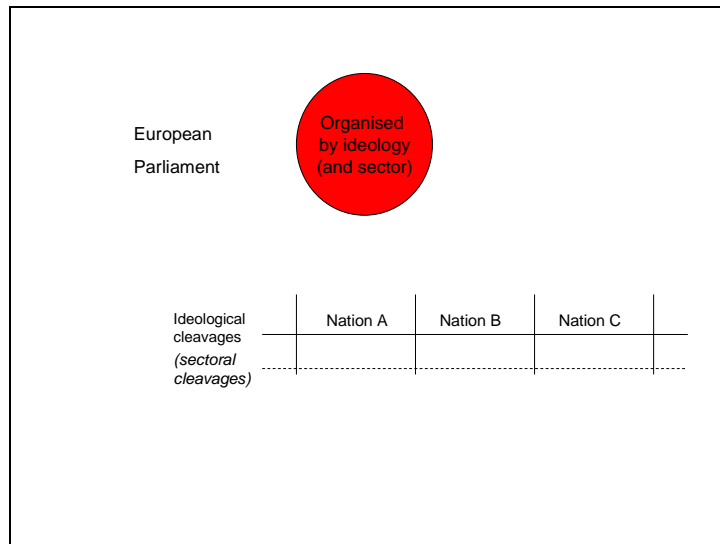 Organised
by ideology
(and sector)
European
Parliament
Ideological
cleavages
(sectoral
cleavages)
Nation A
Nation B
Nation C